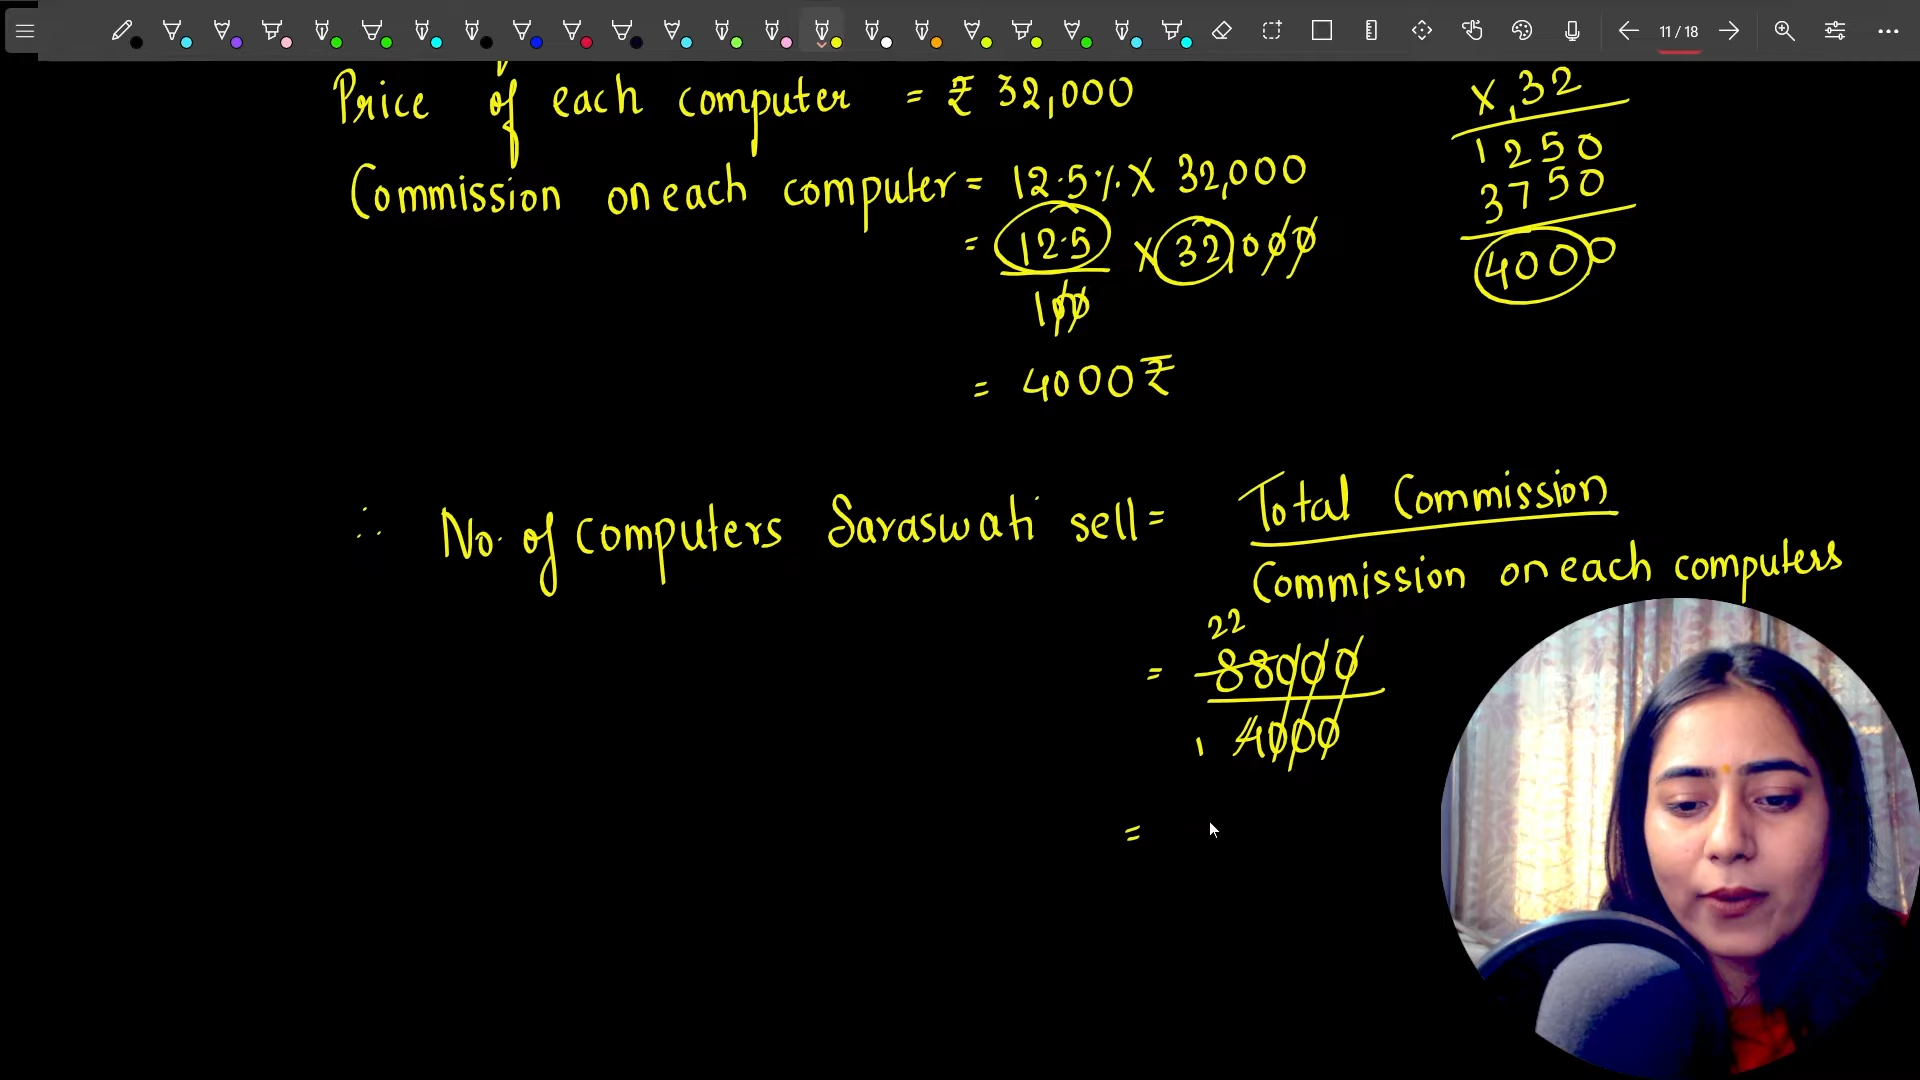 11 / 18
Price of each computer = ₹ 32,000
Commission on each computer = 12.5% X 32,000
= 12.5/100 X 32,000
= 4000₹
X 32
1250
3750
4000 0
∴ No. of computers Saraswati sell = Total Commission
Commission on each computers
22
= 88000
1 4000
=